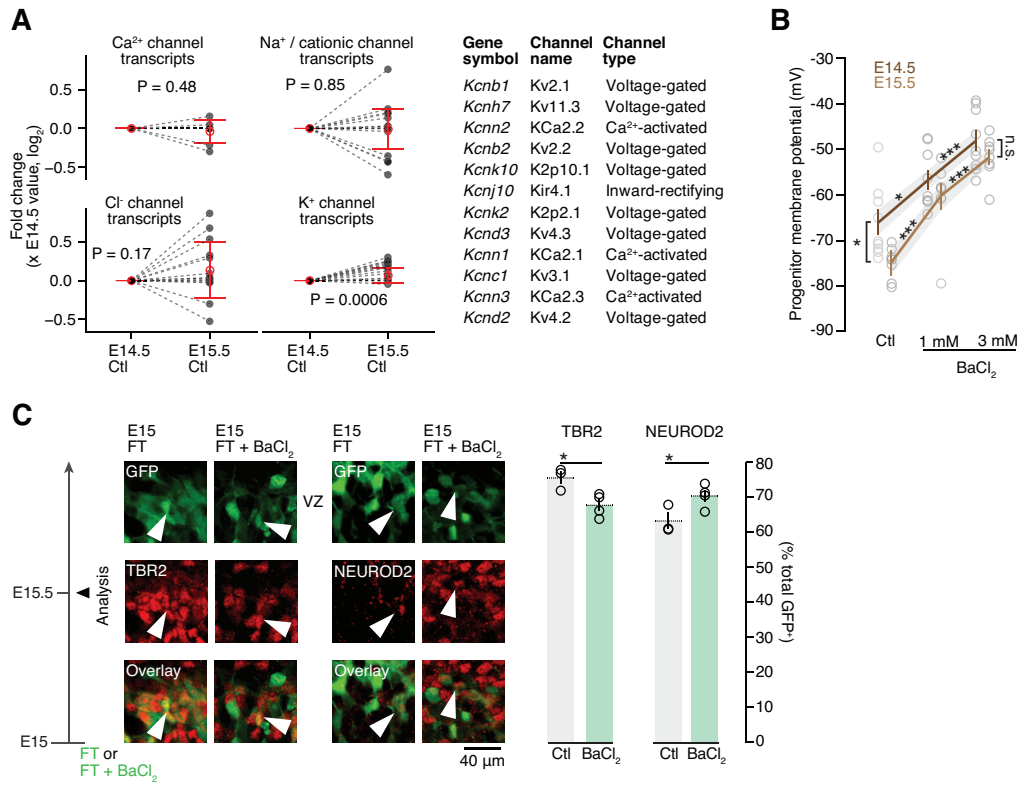 A
Ca²⁺ channel
transcripts
P = 0.48
Na⁺ / cationic channel
transcripts
P = 0.85
0.5
0.0
−0.5
Fold change
(x E14.5 value, log₂)
Cl⁻ channel
transcripts
P = 0.17
K⁺ channel
transcripts
P = 0.0006
0.5
0.0
−0.5
E14.5
Ctl
E15.5
Ctl
E14.5
Ctl
E15.5
Ctl
Gene symbol Channel name Channel type
Kcnb1 Kv2.1 Voltage-gated
Kcnh7 Kv11.3 Voltage-gated
Kcnn2 KCa2.2 Ca²⁺-activated
Kcnb2 Kv2.2 Voltage-gated
Kcnk10 K2p10.1 Voltage-gated
Kcnj10 Kir4.1 Inward-rectifying
Kcnk2 K2p2.1 Voltage-gated
Kcnd3 Kv4.3 Voltage-gated
Kcnn1 KCa2.1 Ca²⁺-activated
Kcnc1 Kv3.1 Voltage-gated
Kcnn3 KCa2.3 Ca²⁺activated
Kcnd2 Kv4.2 Voltage-gated
B
Progenitor membrane potential (mV)
-30
-40
-50
-60
-70
-80
-90
E14.5
E15.5
*
*
***
***
***
n.s.
Ctl
1 mM
3 mM
BaCl₂
C
E15
FT
E15
FT + BaCl₂
E15
FT
E15
FT + BaCl₂
GFP
VZ
GFP
TBR2
NEUROD2
Overlay
Overlay
E15.5
Analysis
E15
FT or
FT + BaCl₂
40 µm
TBR2
NEUROD2
*
*
80
70
60
50
40
30
20
10
0
(% total GFP⁺)
Ctl
BaCl₂
Ctl
BaCl₂